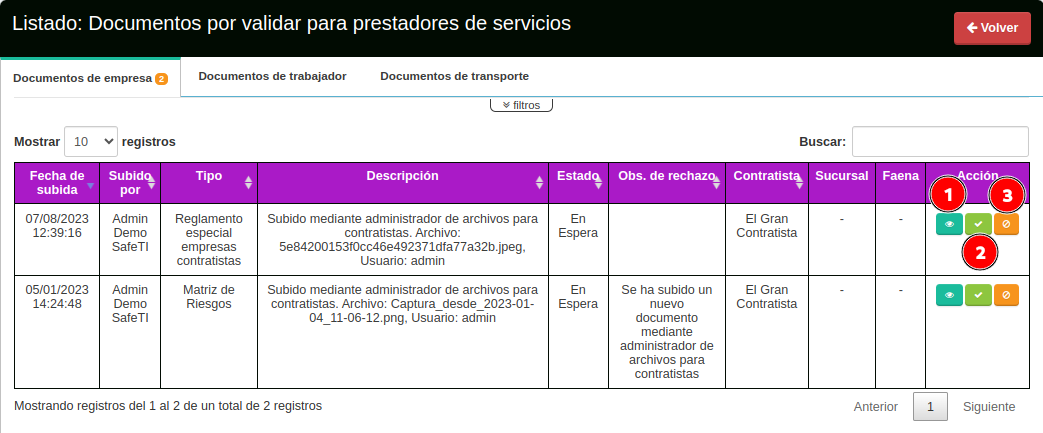 Listado: Documentos por validar para prestadores de servicios
Volver
Documentos de empresa 2
Documentos de trabajador
Documentos de transporte
filtros
Mostrar 10 registros
Buscar:
Fecha de
subida
Subido
por
Tipo
Descripción
Estado
Obs. de rechazo
Contratista
Sucursal
Faena
Acción
1
3
2
07/08/2023
12:39:16
Admin
Demo
SafeTI
Reglamento
especial
empresas
contratistas
Subido mediante administrador de archivos para
contratistas. Archivo:
5e84200153f0cc46e492371dfa77a32b.jpeg,
Usuario: admin
En
Espera
El Gran
Contratista
-
-
05/01/2023
14:24:48
Admin
Demo
SafeTI
Matriz de
Riesgos
Subido mediante administrador de archivos para
contratistas. Archivo: Captura_desde_2023-01-
04_11-06-12.png, Usuario: admin
En
Espera
Se ha subido un
nuevo
documento
mediante
administrador de
archivos para
contratistas
El Gran
Contratista
-
-
Mostrando registros del 1 al 2 de un total de 2 registros
Anterior
1
Siguiente